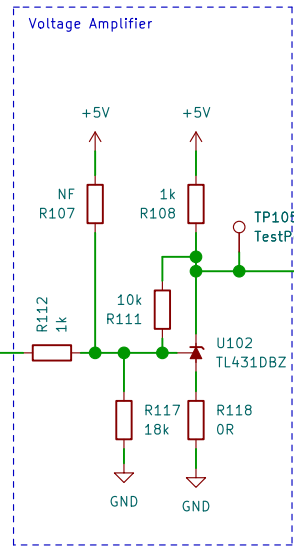 Voltage Amplifier
+5V
+5V
NF
R107
1k
R108
TestP
R112
1k
10k
R111
U102
TL431DBZ
R117
18k
R118
0R
GND
GND